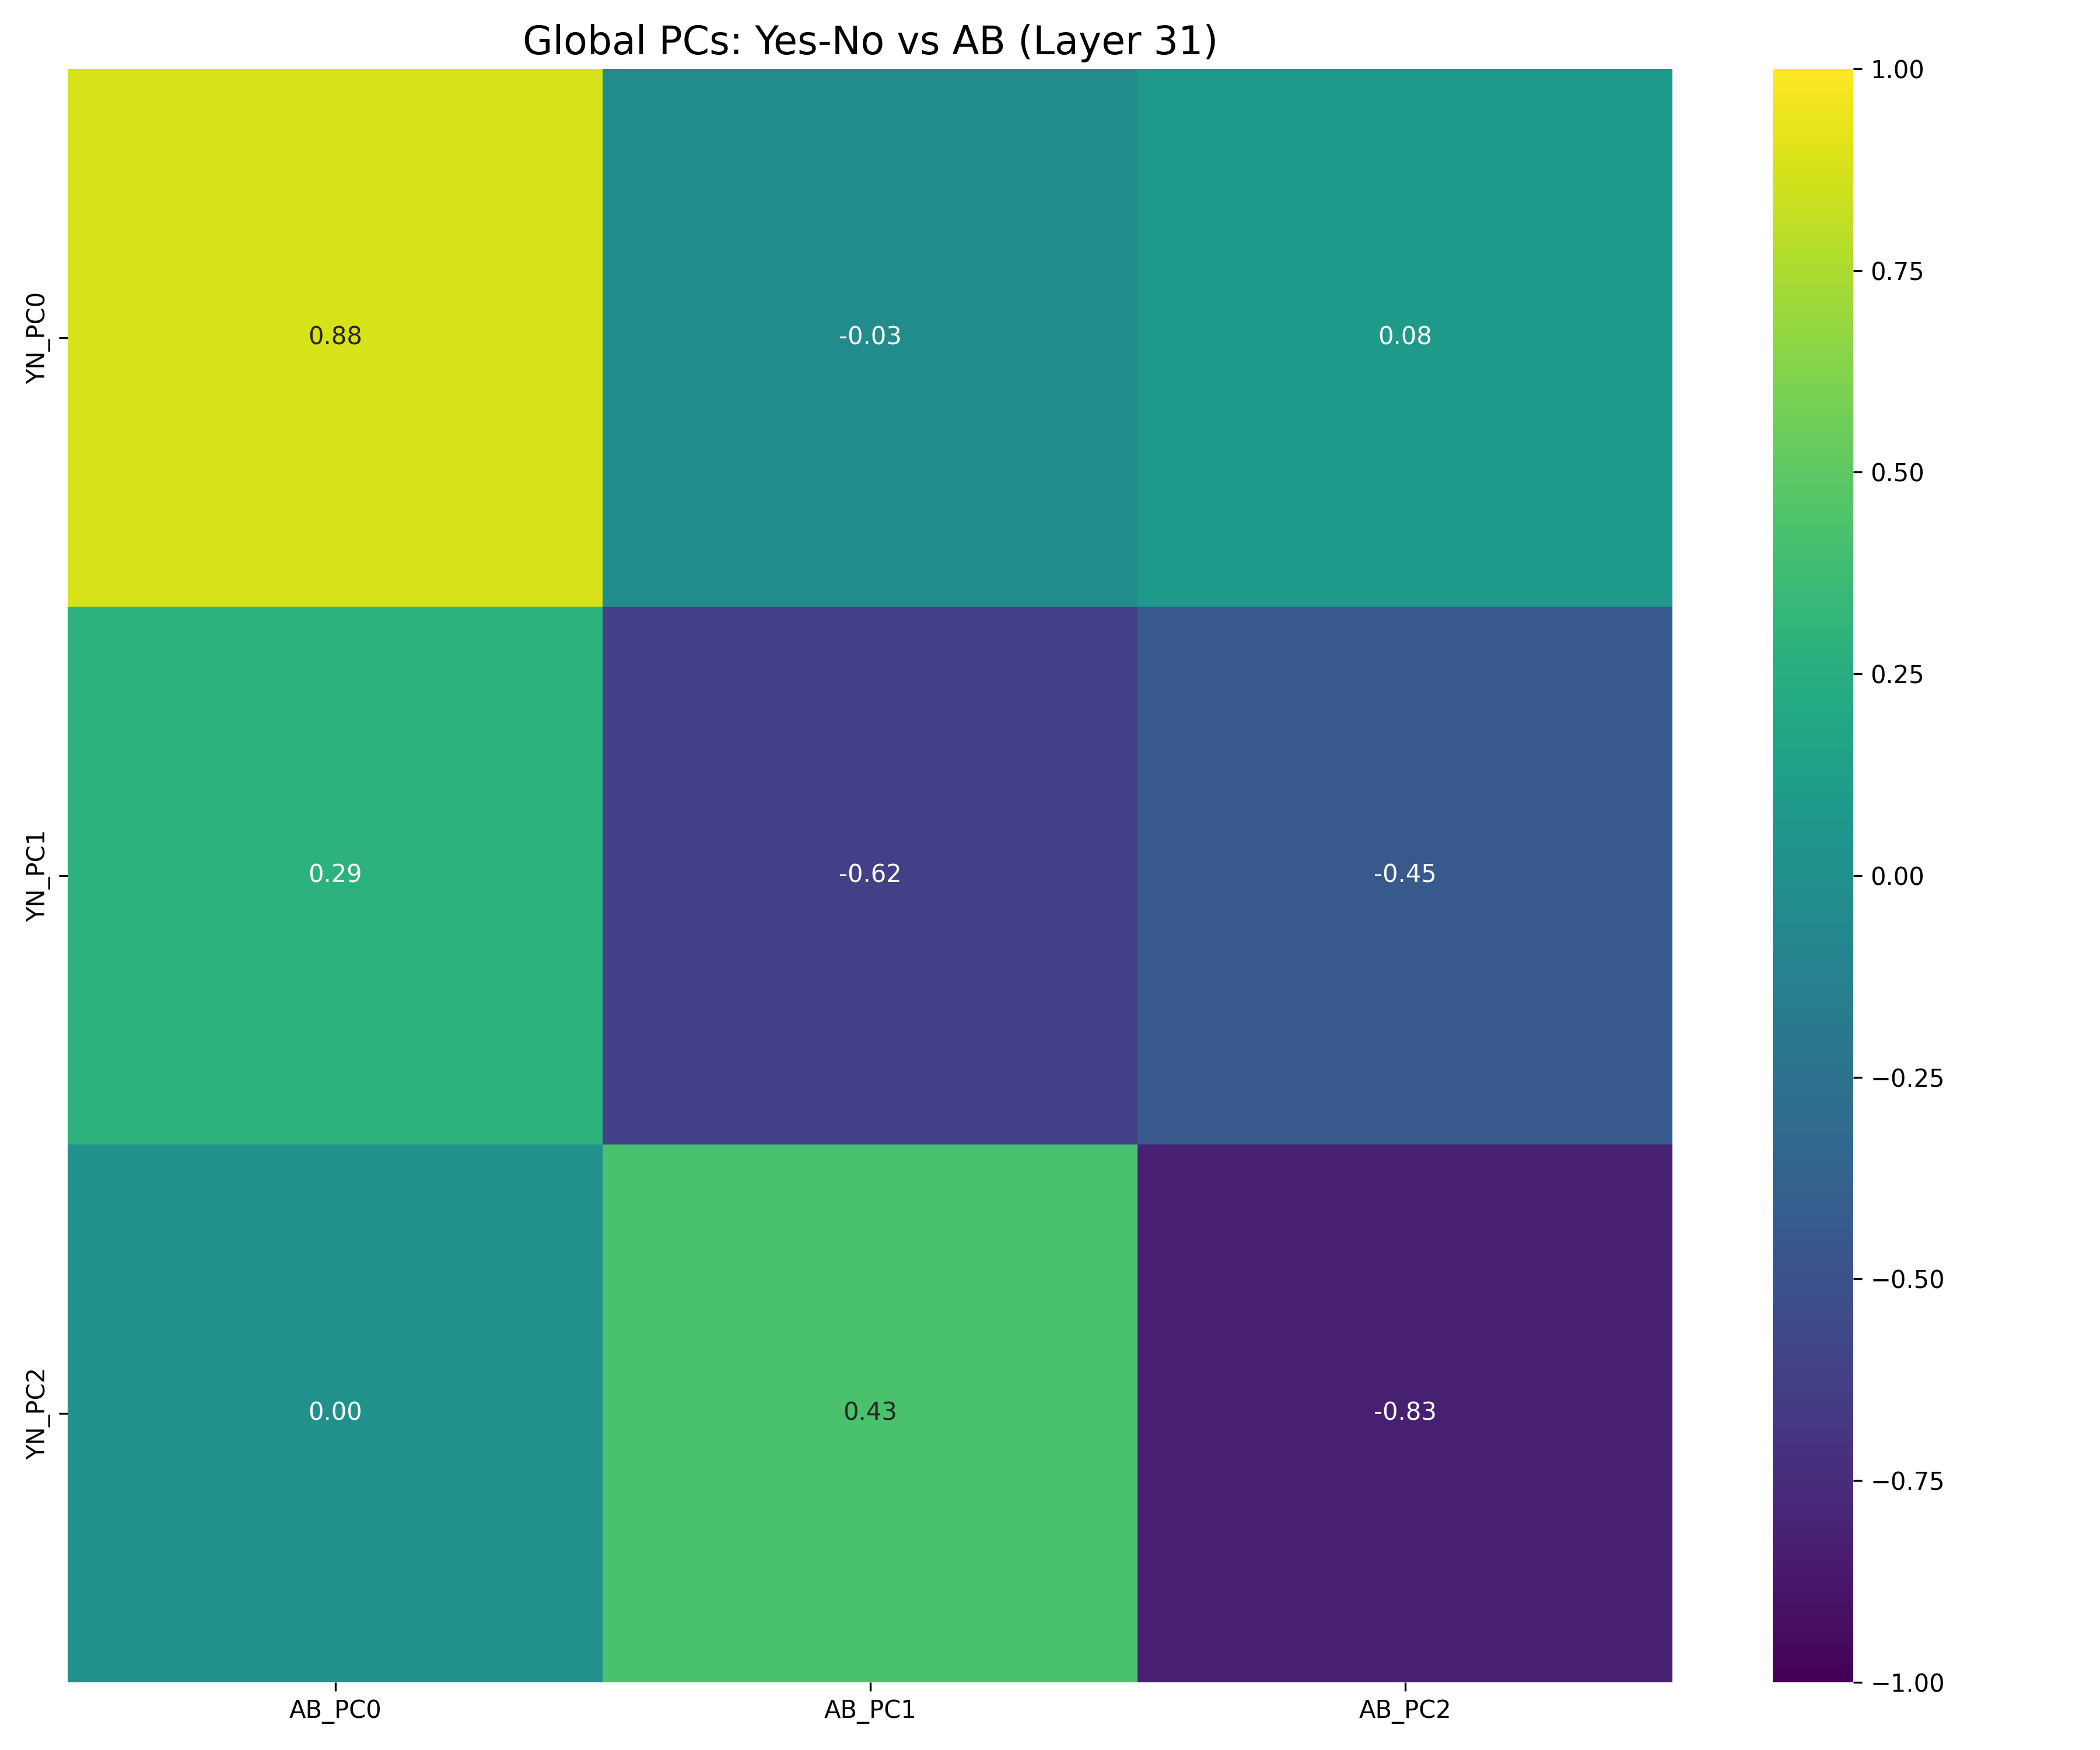 Global PCs: Yes-No vs AB (Layer 31)
YN_PC0
0.88
-0.03
0.08
YN_PC1
0.29
-0.62
-0.45
YN_PC2
0.00
0.43
-0.83
AB_PC0
AB_PC1
AB_PC2
1.00
0.75
0.50
0.25
0.00
−0.25
−0.50
−0.75
−1.00